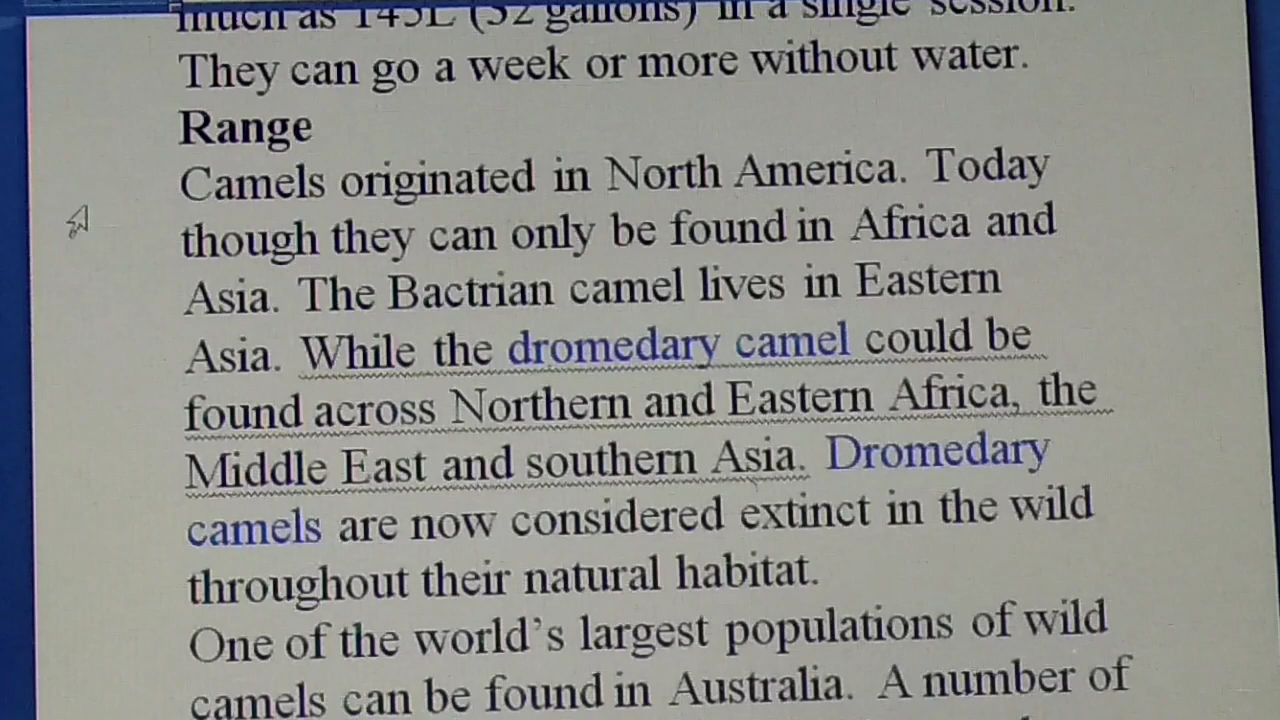 much as 145L (32 gallons) in a single session.
They can go a week or more without water.
Range
Camels originated in North America. Today
though they can only be found in Africa and
Asia. The Bactrian camel lives in Eastern
Asia. While the dromedary camel could be
found across Northern and Eastern Africa, the
Middle East and southern Asia. Dromedary
camels are now considered extinct in the wild
throughout their natural habitat.
One of the world's largest populations of wild
camels can be found in Australia. A number of